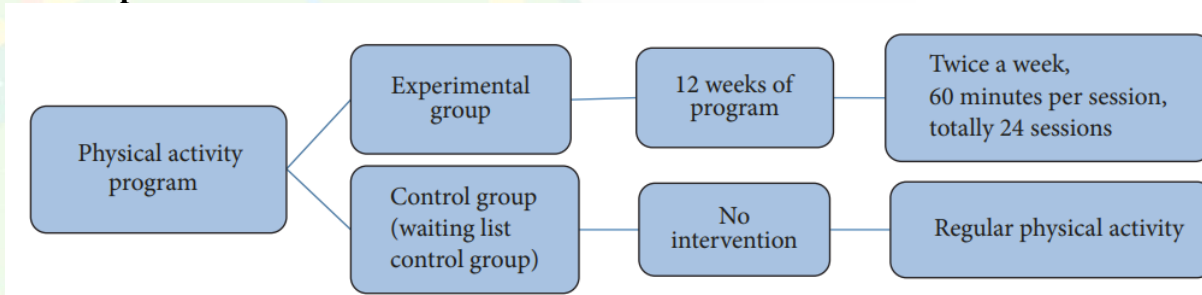 Physical activity
program
Experimental
group
12 weeks of
program
Twice a week,
60 minutes per session,
totally 24 sessions
Control group
(waiting list
control group)
No
intervention
Regular physical activity